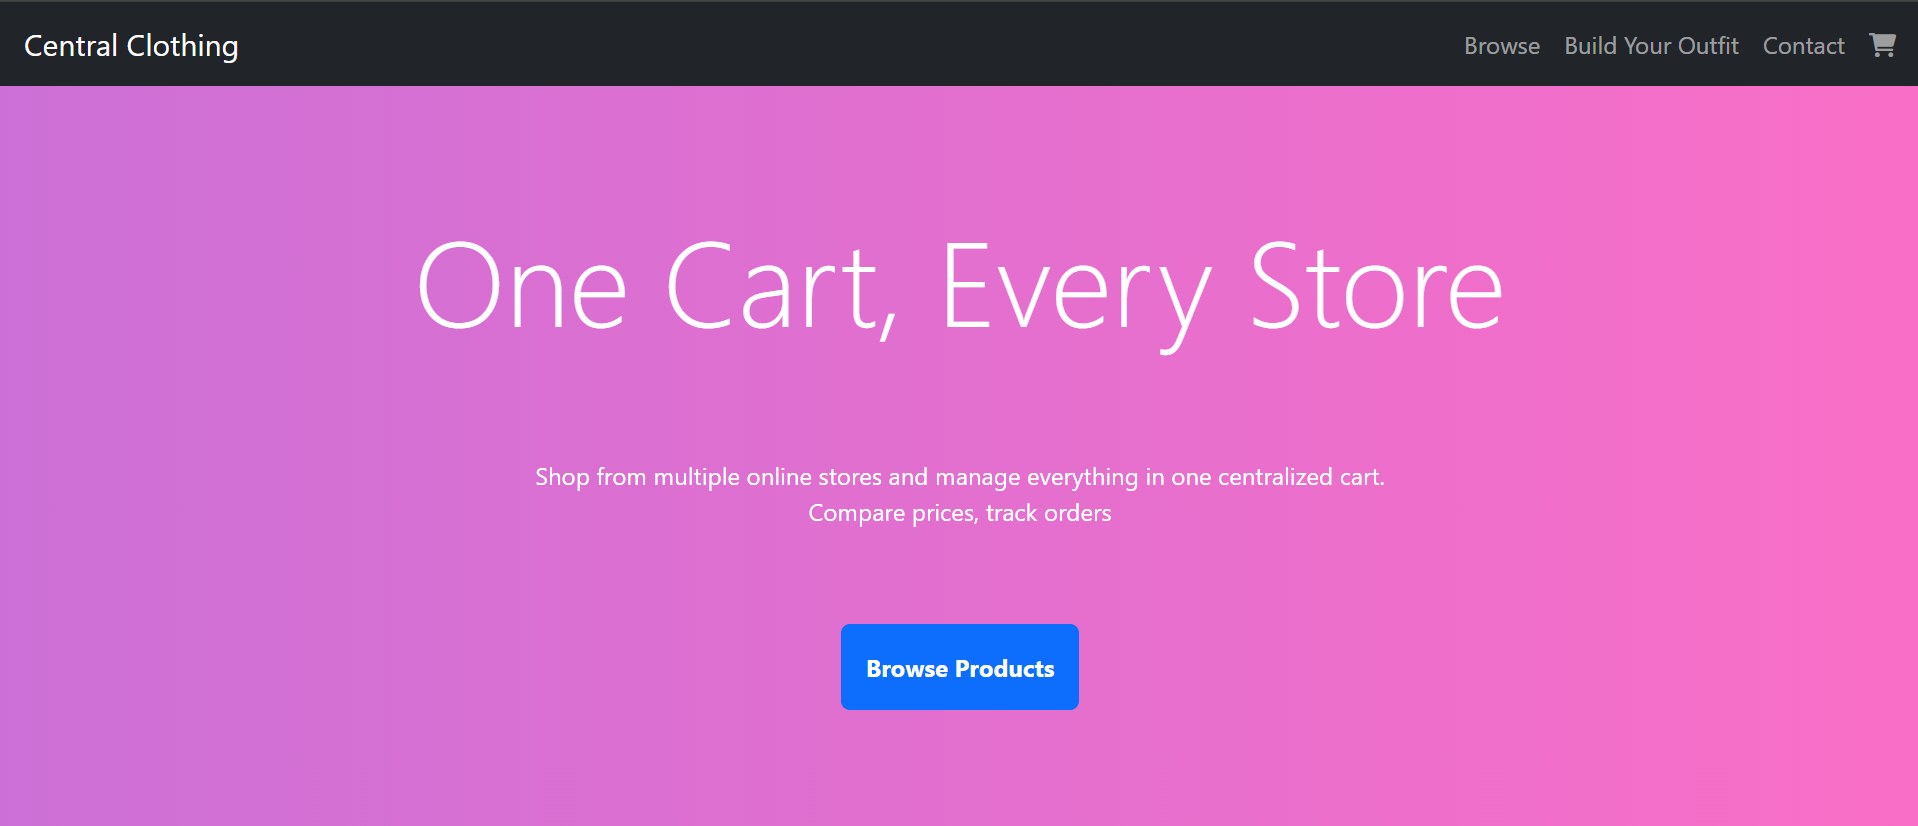 Central Clothing
Browse Build Your Outfit Contact
One Cart, Every Store
Shop from multiple online stores and manage everything in one centralized cart.
Compare prices, track orders
Browse Products